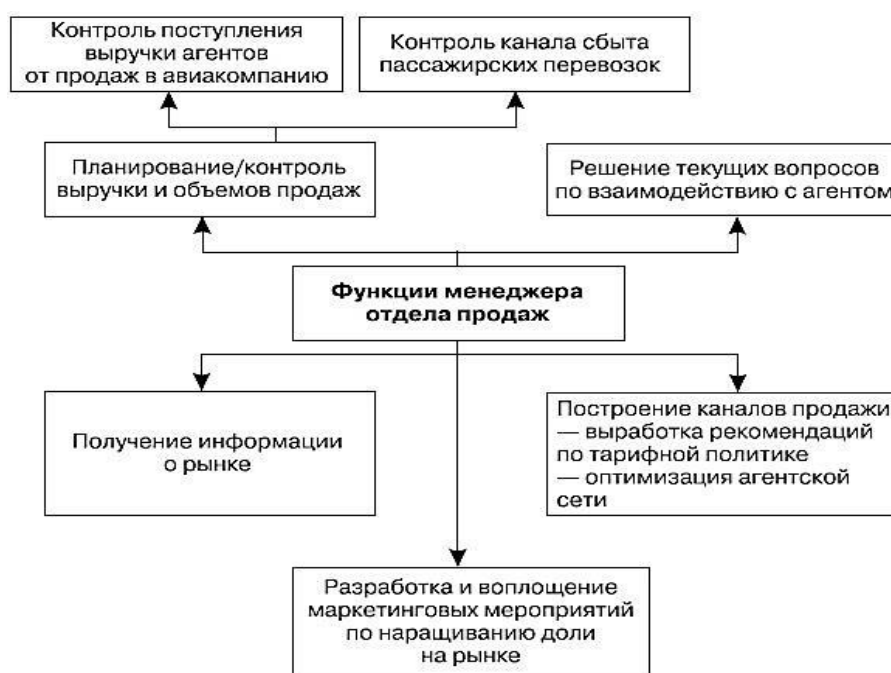 Контроль поступления
выручки агентов
от продаж в авиакомпанию
Контроль канала сбыта
пассажирских перевозок
Планирование/контроль
выручки и объемов продаж
Решение текущих вопросов
по взаимодействию с агентом
Функции менеджера
отдела продаж
Получение информации
о рынке
Построение каналов продажи
— выработка рекомендаций
по тарифной политике
— оптимизация агентской
сети
Разработка и воплощение
маркетинговых мероприятий
по наращиванию доли
на рынке